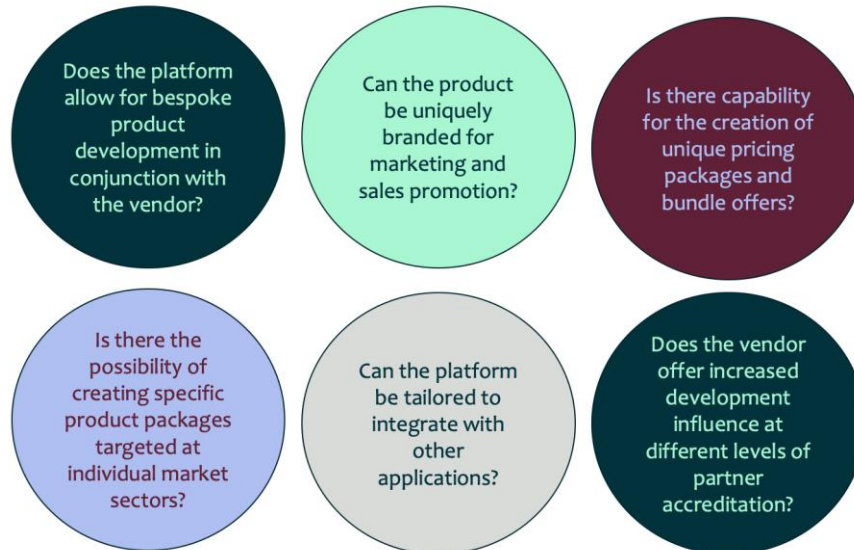 Does the platform
allow for bespoke
product
development in
conjunction with
the vendor?
Can the product
be uniquely
branded for
marketing and
sales promotion?
Is there capability
for the creation of
unique pricing
packages and
bundle offers?
Is there the
possibility of
creating specific
product packages
targeted at
individual market
sectors?
Can the platform
be tailored to
integrate with
other
applications?
Does the vendor
offer increased
development
influence at
different levels of
partner
accreditation?